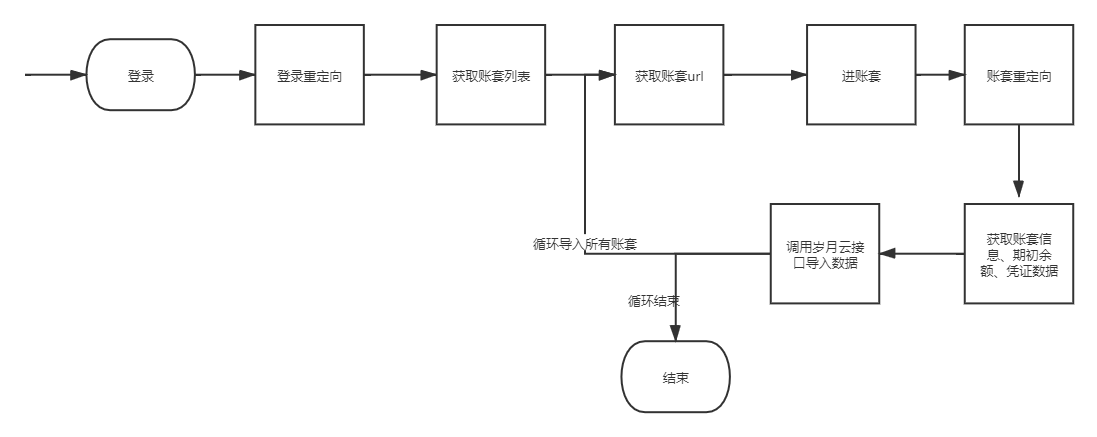 登录
登录重定向
获取账套列表
获取账套url
进账套
账套重定向
获取账套信
息、期初余
额、凭证数据
调用岁月云接
口导入数据
循环导入所有账套
循环结束
结束